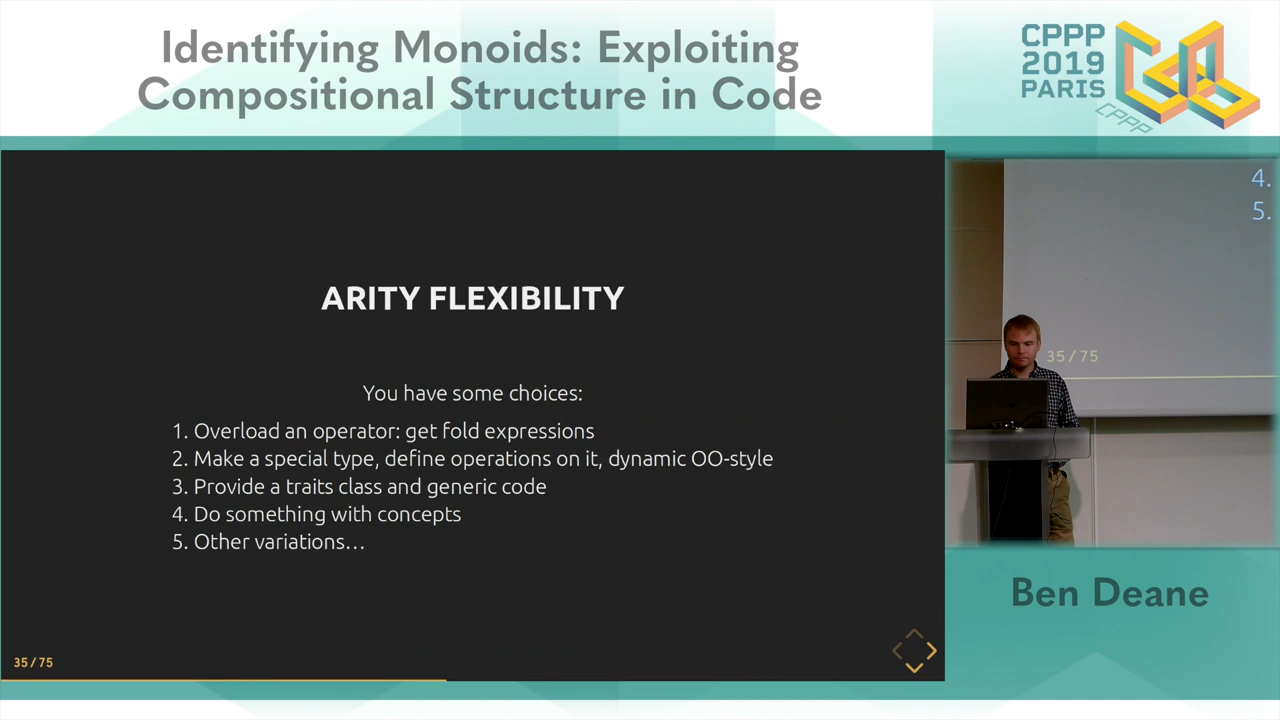 Identifying Monoids: Exploiting
Compositional Structure in Code
CPPP
2019
PARIS
CPPP
ARITY FLEXIBILITY
You have some choices:
1. Overload an operator: get fold expressions
2. Make a special type, define operations on it, dynamic OO-style
3. Provide a traits class and generic code
4. Do something with concepts
5. Other variations…
35/75
4.
5.
35/75
Ben Deane